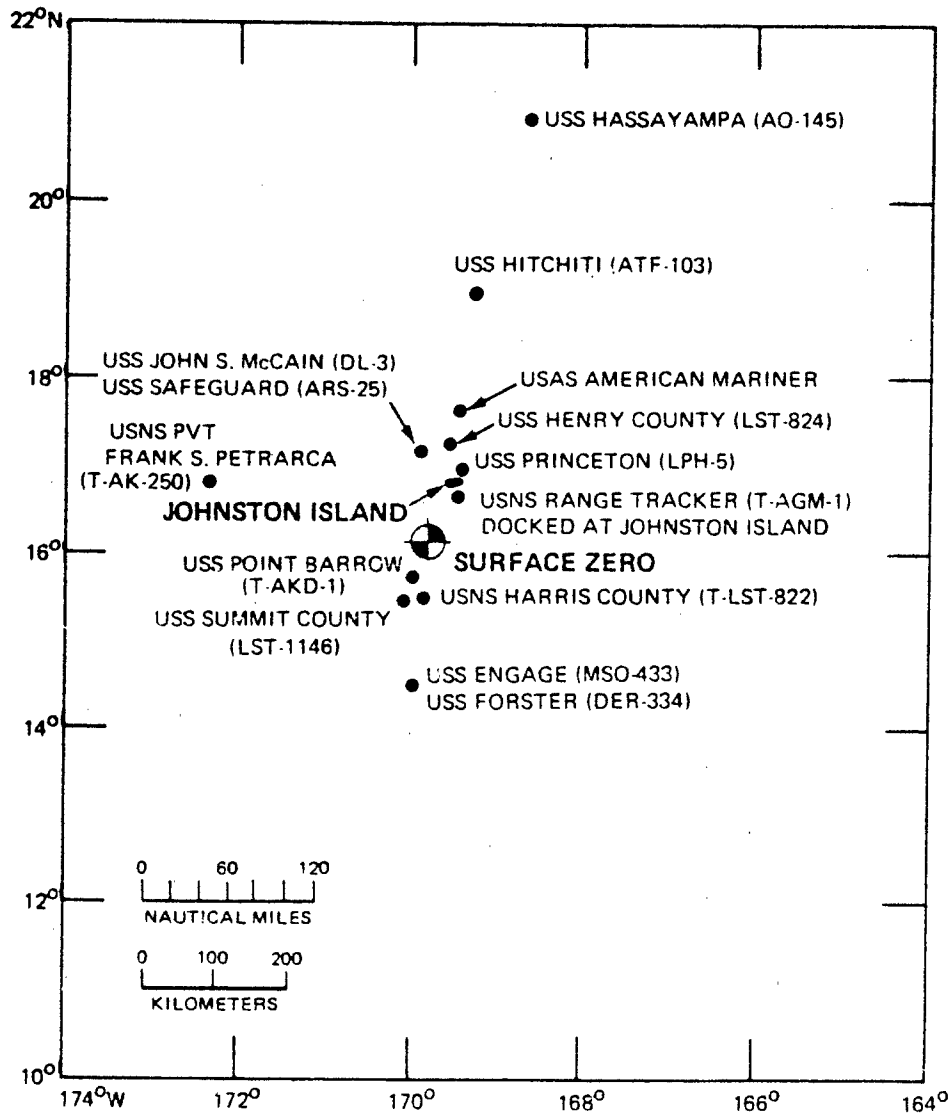 22°N
USS HASSAYAMPA (AO-145)
20°
USS HITCHITI (ATF-103)
18°
USS JOHN S. McCAIN (DL-3)
USS SAFEGUARD (ARS-25)
USAS AMERICAN MARINER
USS HENRY COUNTY (LST-824)
USNS PVT
FRANK S. PETRARCA
(T-AK-250)
USS PRINCETON (LPH-5)
JOHNSTON ISLAND
USNS RANGE TRACKER (T-AGM-1)
DOCKED AT JOHNSTON ISLAND
16°
SURFACE ZERO
USS POINT BARROW
(T-AKD-1)
USNS HARRIS COUNTY (T-LST-822)
USS SUMMIT COUNTY
(LST-1146)
USS ENGAGE (MSO-433)
USS FORSTER (DER-334)
14°
12°
0 60 120
NAUTICAL MILES
0 100 200
KILOMETERS
10°
174°W 172° 170° 168° 166° 164°